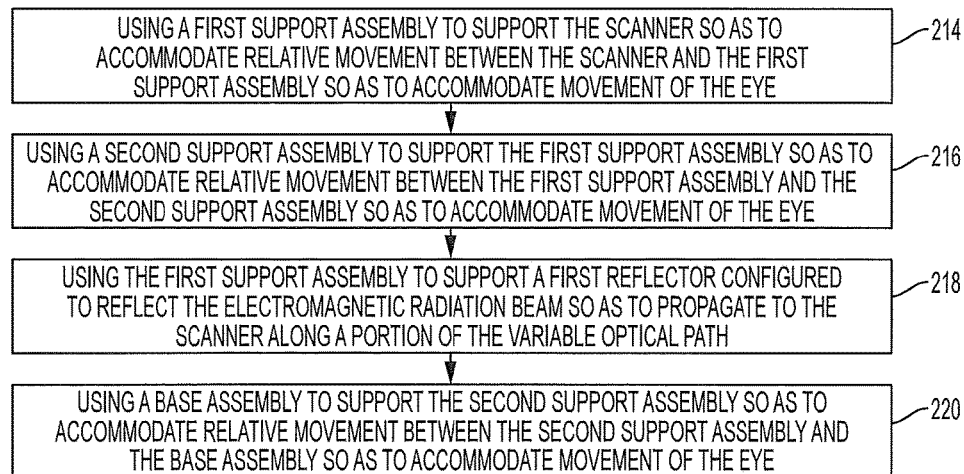 USING A FIRST SUPPORT ASSEMBLY TO SUPPORT THE SCANNER SO AS TO
ACCOMMODATE RELATIVE MOVEMENT BETWEEN THE SCANNER AND THE FIRST
SUPPORT ASSEMBLY SO AS TO ACCOMMODATE MOVEMENT OF THE EYE
214
USING A SECOND SUPPORT ASSEMBLY TO SUPPORT THE FIRST SUPPORT ASSEMBLY SO AS TO
ACCOMMODATE RELATIVE MOVEMENT BETWEEN THE FIRST SUPPORT ASSEMBLY AND THE
SECOND SUPPORT ASSEMBLY SO AS TO ACCOMMODATE MOVEMENT OF THE EYE
216
USING THE FIRST SUPPORT ASSEMBLY TO SUPPORT A FIRST REFLECTOR CONFIGURED
TO REFLECT THE ELECTROMAGNETIC RADIATION BEAM SO AS TO PROPAGATE TO THE
SCANNER ALONG A PORTION OF THE VARIABLE OPTICAL PATH
218
USING A BASE ASSEMBLY TO SUPPORT THE SECOND SUPPORT ASSEMBLY SO AS TO
ACCOMMODATE RELATIVE MOVEMENT BETWEEN THE SECOND SUPPORT ASSEMBLY AND
THE BASE ASSEMBLY SO AS TO ACCOMMODATE MOVEMENT OF THE EYE
220